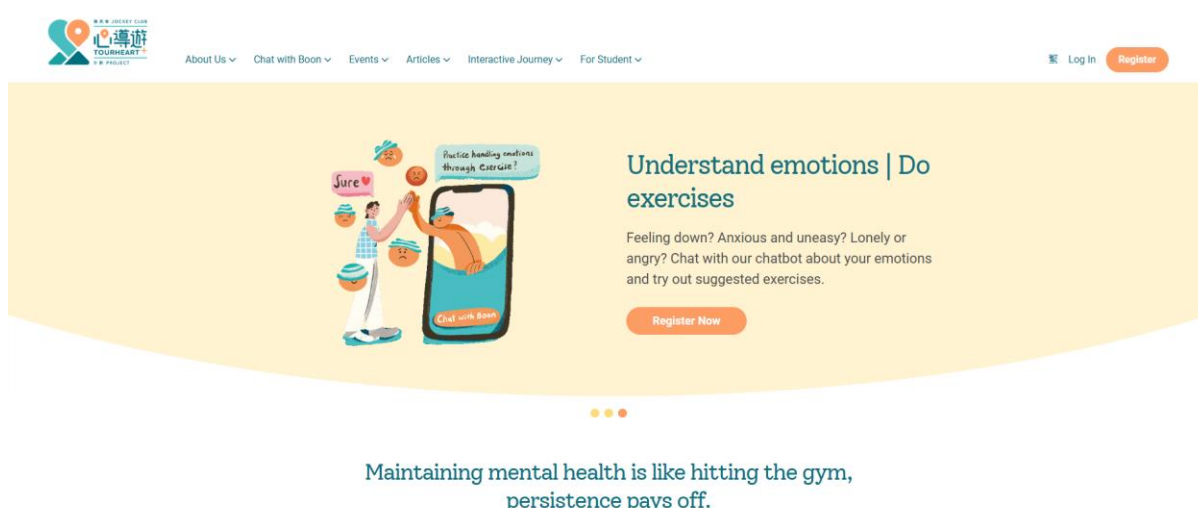 賽馬會 JOCKEY CLUB
心導遊
TOURHEART+
計劃 PROJECT
About Us
Chat with Boon
Events
Articles
Interactive Journey
For Student
繁
Log In
Register
Practice handling emotions
through Exercise?
Sure
Chat with Boon
Understand emotions | Do
exercises
Feeling down? Anxious and uneasy? Lonely or
angry? Chat with our chatbot about your emotions
and try out suggested exercises.
Register Now
Maintaining mental health is like hitting the gym,
persistence pays off.